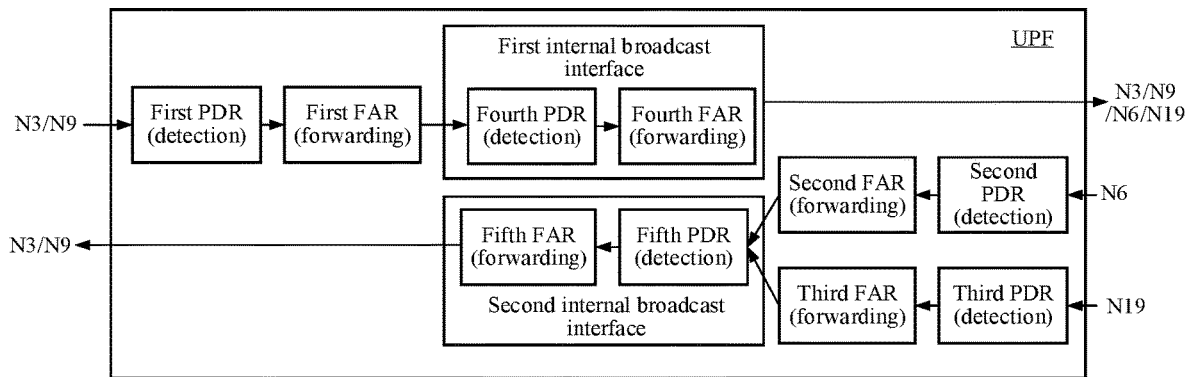 UPF
First internal broadcast
interface
N3/N9
First PDR
(detection)
First FAR
(forwarding)
Fourth PDR
(detection)
Fourth FAR
(forwarding)
N3/N9
/N6/N19
Second FAR
(forwarding)
Second
PDR
(detection)
N6
N3/N9
Fifth FAR
(forwarding)
Fifth PDR
(detection)
Second internal broadcast
interface
Third FAR
(forwarding)
Third PDR
(detection)
N19